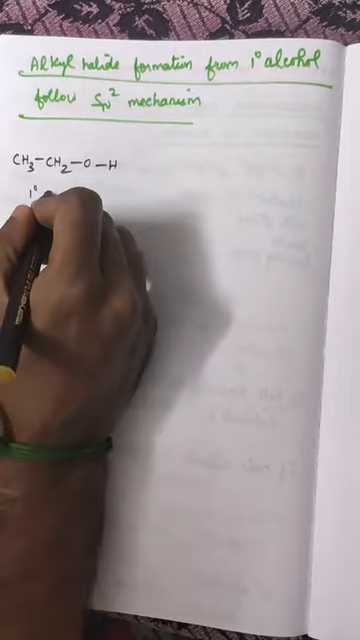 Alkyl halide formation from 1° alcohol
follow SN² mechanism
CH₃-CH₂-O-H
1°